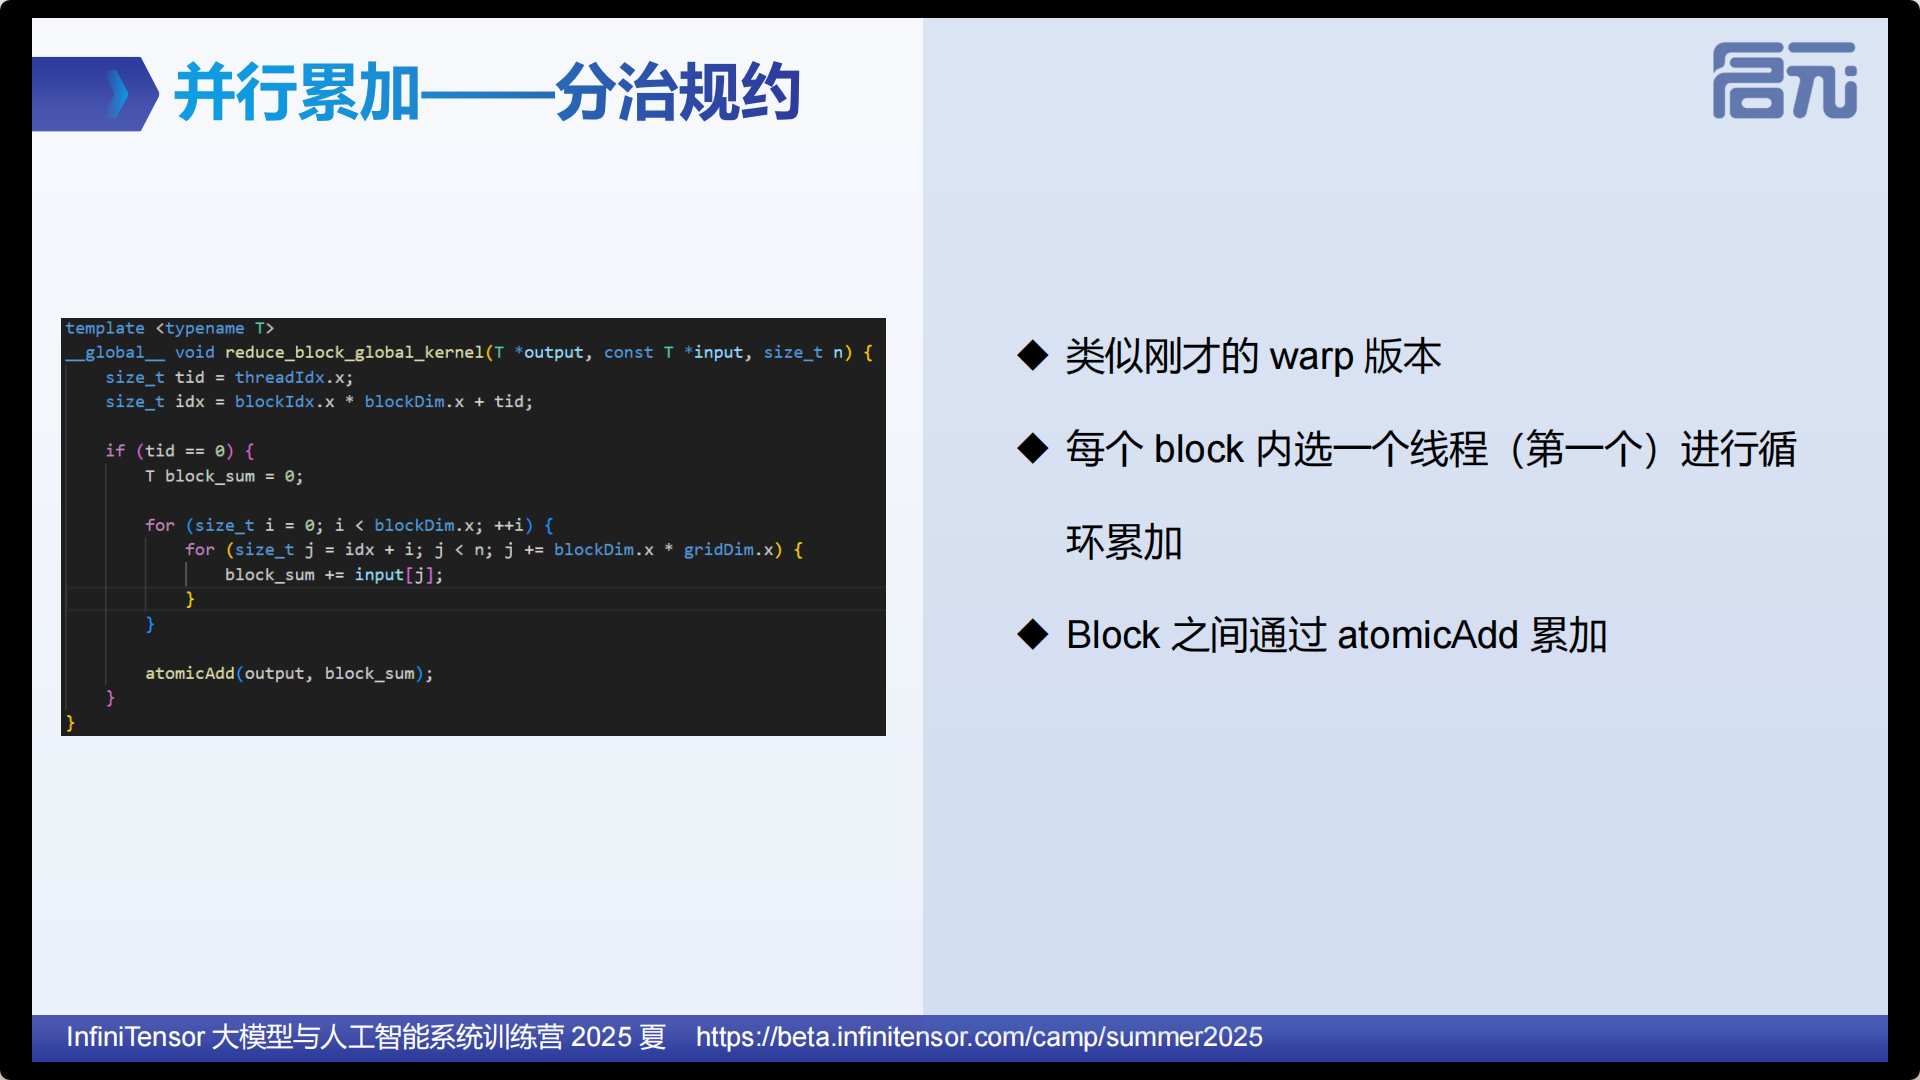 并行累加——分治规约
启元
template <typename T>
__global__ void reduce_block_global_kernel(T *output, const T *input, size_t n) {
    size_t tid = threadIdx.x;
    size_t idx = blockIdx.x * blockDim.x + tid;
    if (tid == 0) {
        T block_sum = 0;
        for (size_t i = 0; i < blockDim.x; ++i) {
            for (size_t j = idx + i; j < n; j += blockDim.x * gridDim.x) {
                block_sum += input[j];
            }
        }
        atomicAdd(output, block_sum);
    }
}
◆ 类似刚才的 warp 版本
◆ 每个 block 内选一个线程（第一个）进行循
环累加
◆ Block 之间通过 atomicAdd 累加
InfiniTensor 大模型与人工智能系统训练营 2025 夏 https://beta.infinitensor.com/camp/summer2025